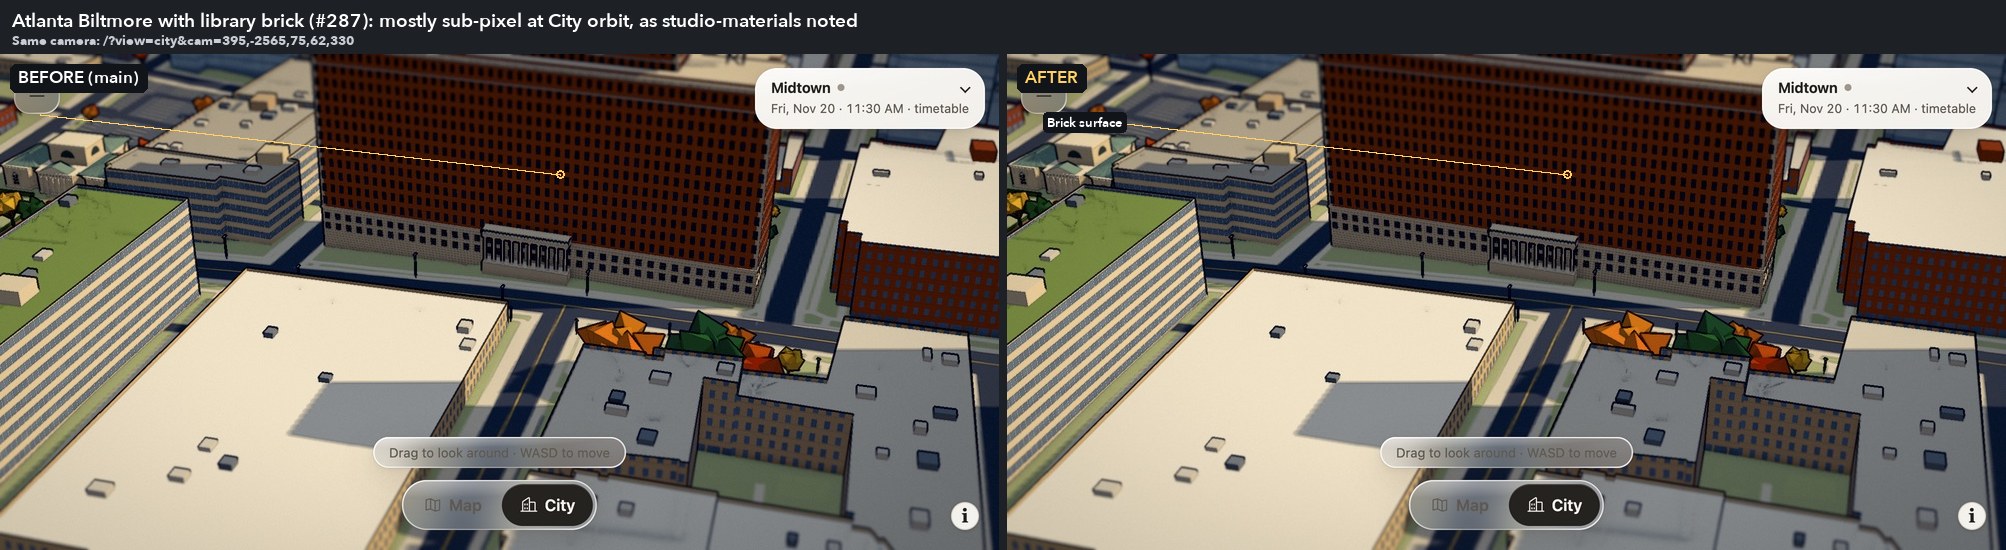 Atlanta Biltmore with library brick (#287): mostly sub-pixel at City orbit, as studio-materials noted
Same camera: /?view=city&cam=395,-2565,75,62,330
BEFORE (main)
Midtown
Fri, Nov 20 · 11:30 AM · timetable
Drag to look around · WASD to move
Map
City
i
AFTER
Brick surface
Midtown
Fri, Nov 20 · 11:30 AM · timetable
Drag to look around · WASD to move
Map
City
i